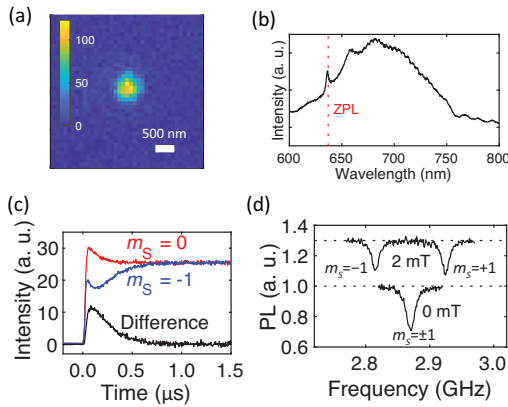 (a)
100
50
0
500 nm
(b)
Intensity (a. u.)
ZPL
600 650 700 750 800
Wavelength (nm)
(c)
Intensity (a. u.)
30
20
10
0
mS = 0
mS = -1
Difference
0.0 0.5 1.0 1.5
Time (μs)
(d)
PL (a. u.)
1.4
1.2
1.0
0.8
0.6
ms=−1
2 mT
ms=+1
0 mT
ms=±1
2.8 2.9 3.0
Frequency (GHz)